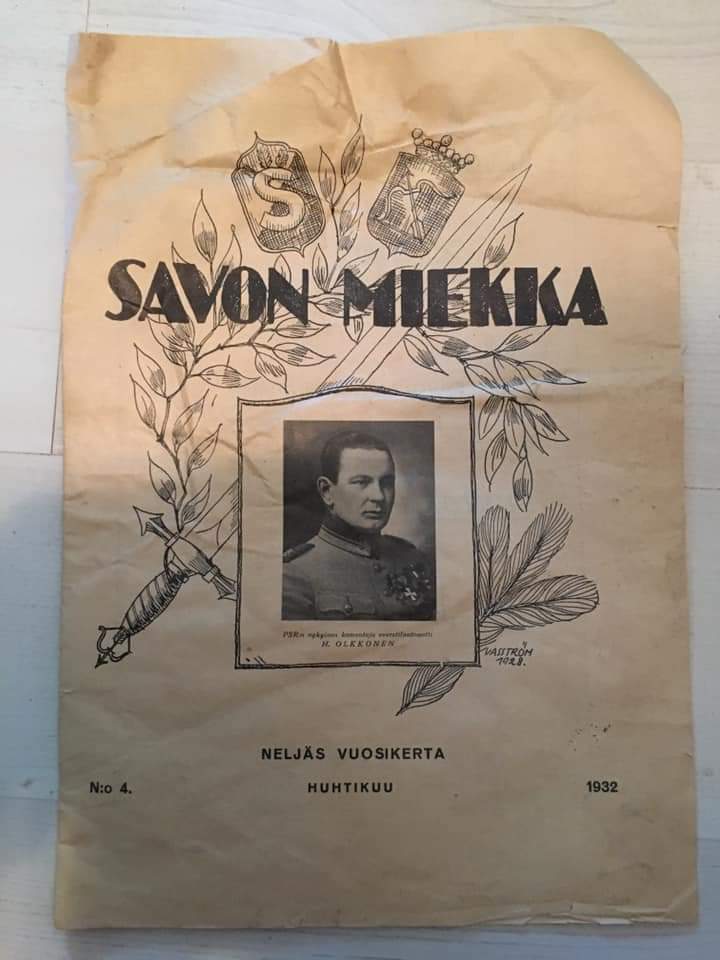 S
SAVON MIEKKA
PSR:n nykyinen komentaja everstiluutnantti
H. OLKKONEN
VASSTRÖM
1928.
NELJÄS VUOSIKERTA
N:o 4. HUHTIKUU 1932